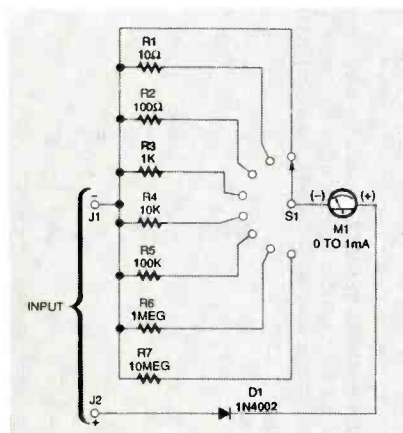 R1
10Ω
R2
100Ω
R3
1K
R4
10K
R5
100K
R6
1MEG
R7
10MEG
−
J1
INPUT
J2
+
S1
(−)
(+)
M1
0 TO 1mA
D1
1N4002